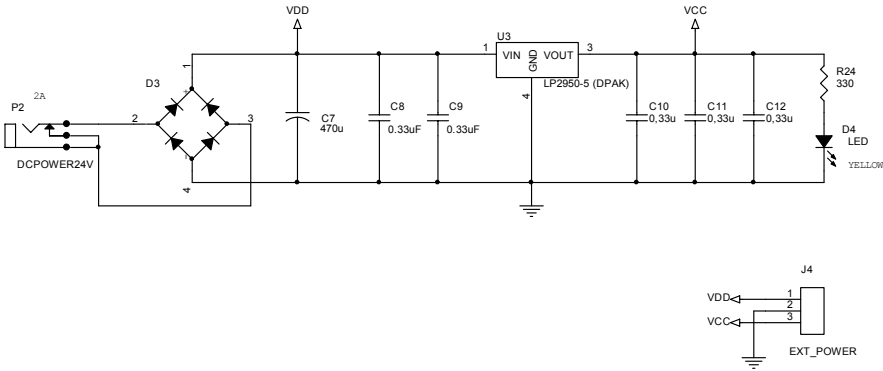 VDD
VCC
U3
1
VIN
VOUT
3
GND
LP2950-5 (DPAK)
4
1
D3
+
2A
P2
2
3
-
4
DCPOWER24V
C7
470u
C8
0.33uF
C9
0.33uF
C10
0,33u
C11
0,33u
C12
0,33u
R24
330
D4
LED
YELLOW
J4
VDD
1
2
VCC
3
EXT_POWER